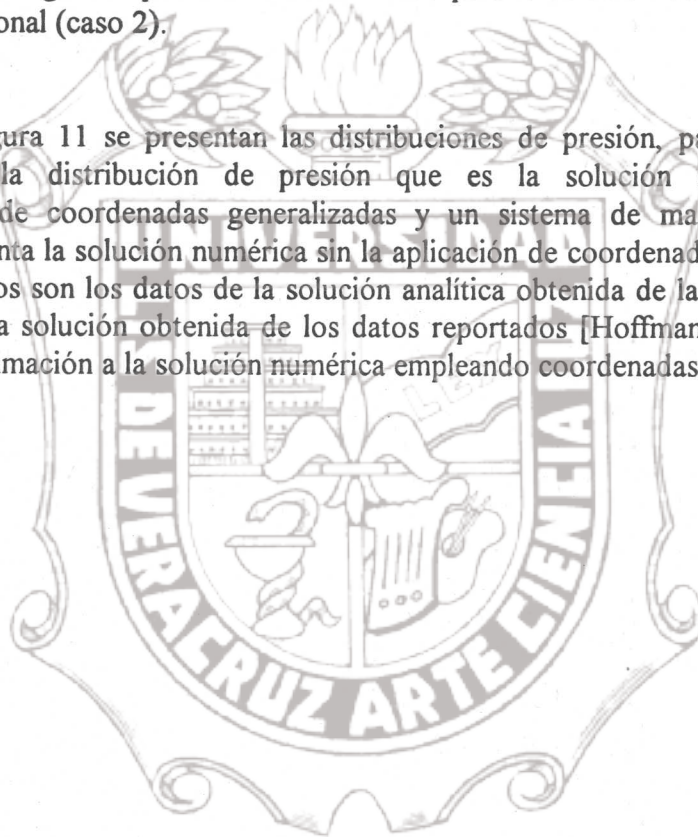 onal (caso 2).
ura 11 se presentan las distribuciones de presión, pa
la distribución de presión que es la solución
de coordenadas generalizadas y un sistema de ma
nta la solución numérica sin la aplicación de coordenad
os son los datos de la solución analítica obtenida de la
a solución obtenida de los datos reportados [Hoffman
mación a la solución numérica empleando coordenadas
UNIVERSIDAD
DE VERACRUZ ARTE CIENCIA LUZ
LEX